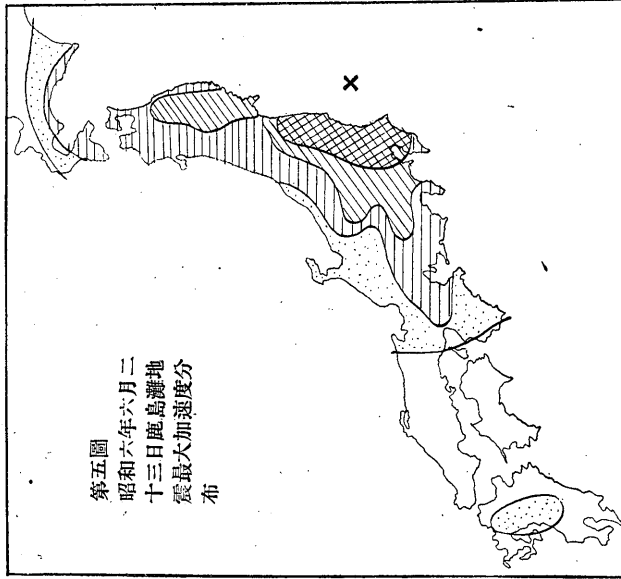 第五圖
昭和六年六月二
十三日鹿島灘地
震最大加速度分
布